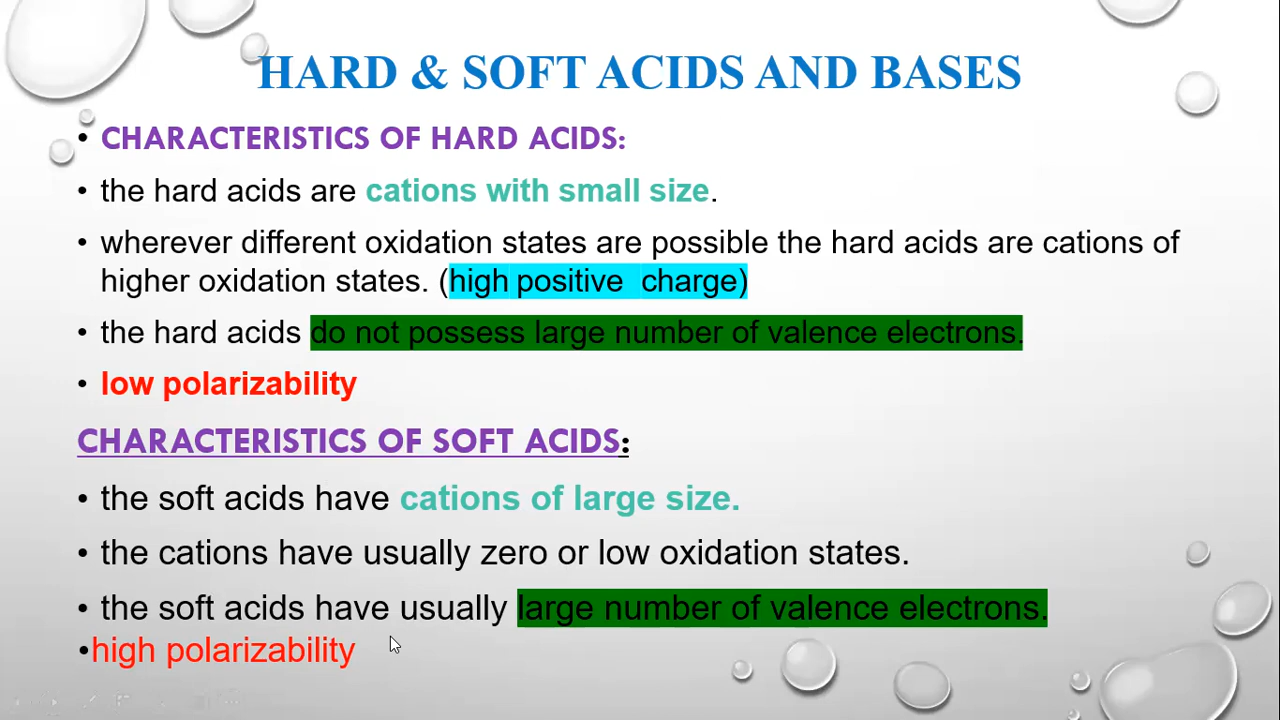 HARD & SOFT ACIDS AND BASES
• CHARACTERISTICS OF HARD ACIDS:
• the hard acids are cations with small size.
• wherever different oxidation states are possible the hard acids are cations of
higher oxidation states. (high positive  charge)
• the hard acids do not possess large number of valence electrons.
• low polarizability
CHARACTERISTICS OF SOFT ACIDS:
• the soft acids have cations of large size.
• the cations have usually zero or low oxidation states.
• the soft acids have usually large number of valence electrons.
•high polarizability